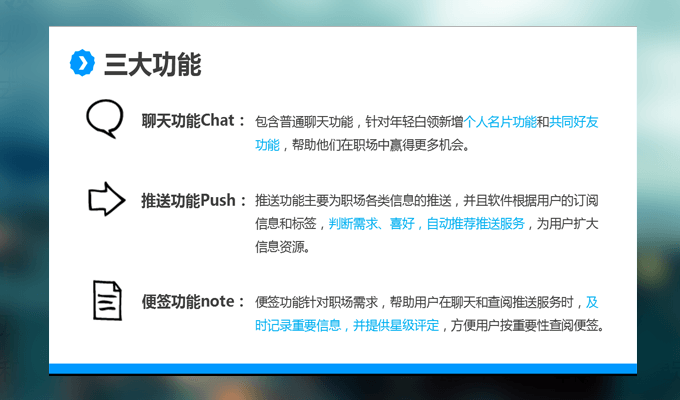 三大功能
聊天功能Chat： 包含普通聊天功能，针对年轻白领新增个人名片功能和共同好友
功能，帮助他们在职场中赢得更多机会。
推送功能Push： 推送功能主要为职场各类信息的推送，并且软件根据用户的订阅
信息和标签，判断需求、喜好，自动推荐推送服务，为用户扩大
信息资源。
便签功能note： 便签功能针对职场需求，帮助用户在聊天和查阅推送服务时，及
时记录重要信息，并提供星级评定，方便用户按重要性查阅便签。